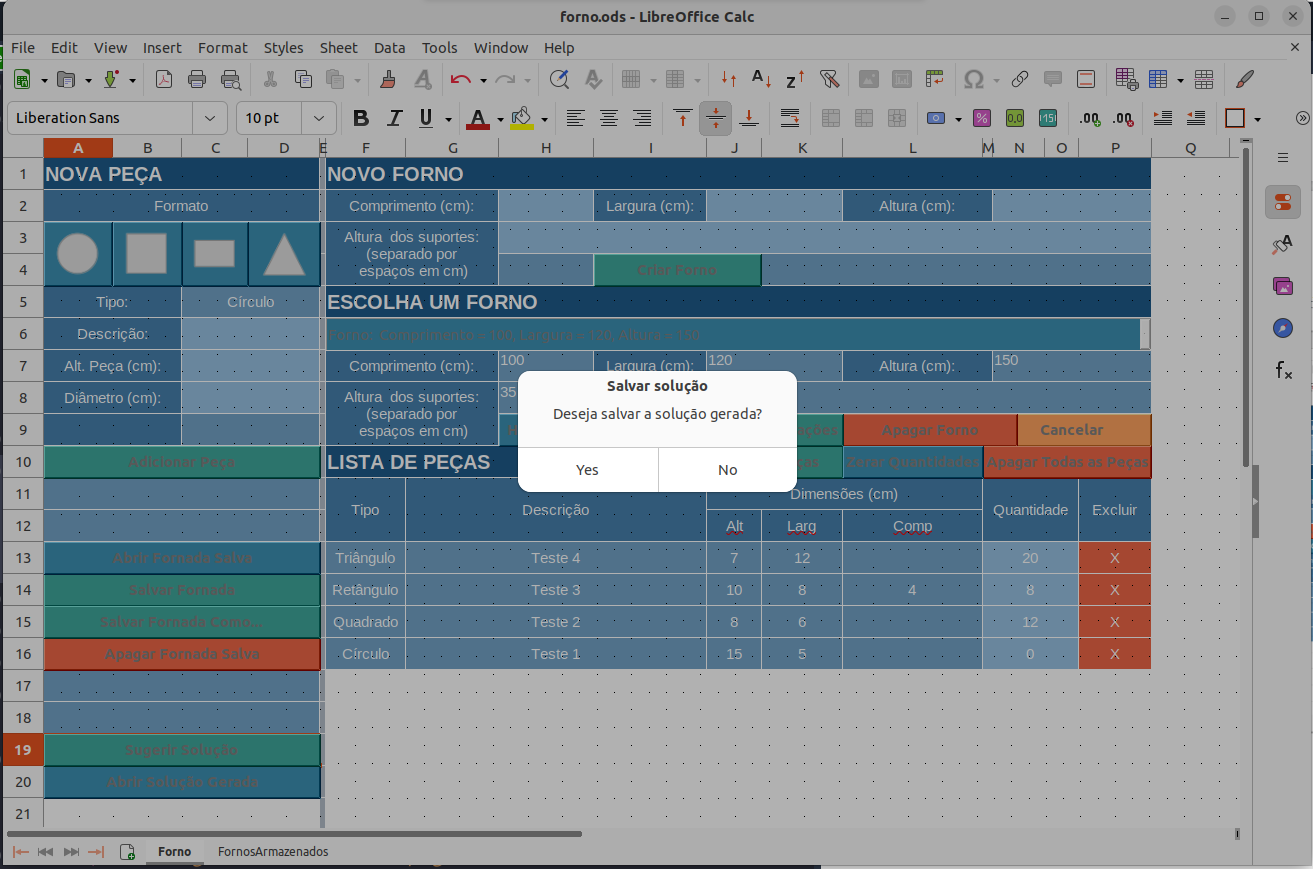 forno.ods - LibreOffice Calc
File Edit View Insert Format Styles Sheet Data Tools Window Help
Liberation Sans 10 pt
A B C D E F G H I J K L M N O P Q
1 NOVA PEÇA NOVO FORNO
2 Formato Comprimento (cm): Largura (cm): Altura (cm):
3 Altura dos suportes:
(separado por
4 espaços em cm) Criar Forno
5 Tipo: Círculo ESCOLHA UM FORNO
6 Descrição: Forno: Comprimento = 100, Largura = 120, Altura = 150
7 Alt. Peça (cm): Comprimento (cm): 100 Largura (cm): 120 Altura (cm): 150
8 Diâmetro (cm): Altura dos suportes: 35
(separado por
9 espaços em cm) Apagar Forno Cancelar
Salvar solução
Deseja salvar a solução gerada?
Yes No
10 Adicionar Peça LISTA DE PEÇAS Zerar Quantidades Apagar Todas as Peças
11 Tipo Descrição Dimensões (cm) Quantidade Excluir
12 Alt Larg Comp
13 Abrir Fornada Salva Triângulo Teste 4 7 12 20 X
14 Salvar Fornada Retângulo Teste 3 10 8 4 8 X
15 Salvar Fornada Como... Quadrado Teste 2 8 6 12 X
16 Apagar Fornada Salva Círculo Teste 1 15 5 0 X
17
18
19 Sugerir Solução
20 Abrir Solução Gerada
21
Forno FornosArmazenados